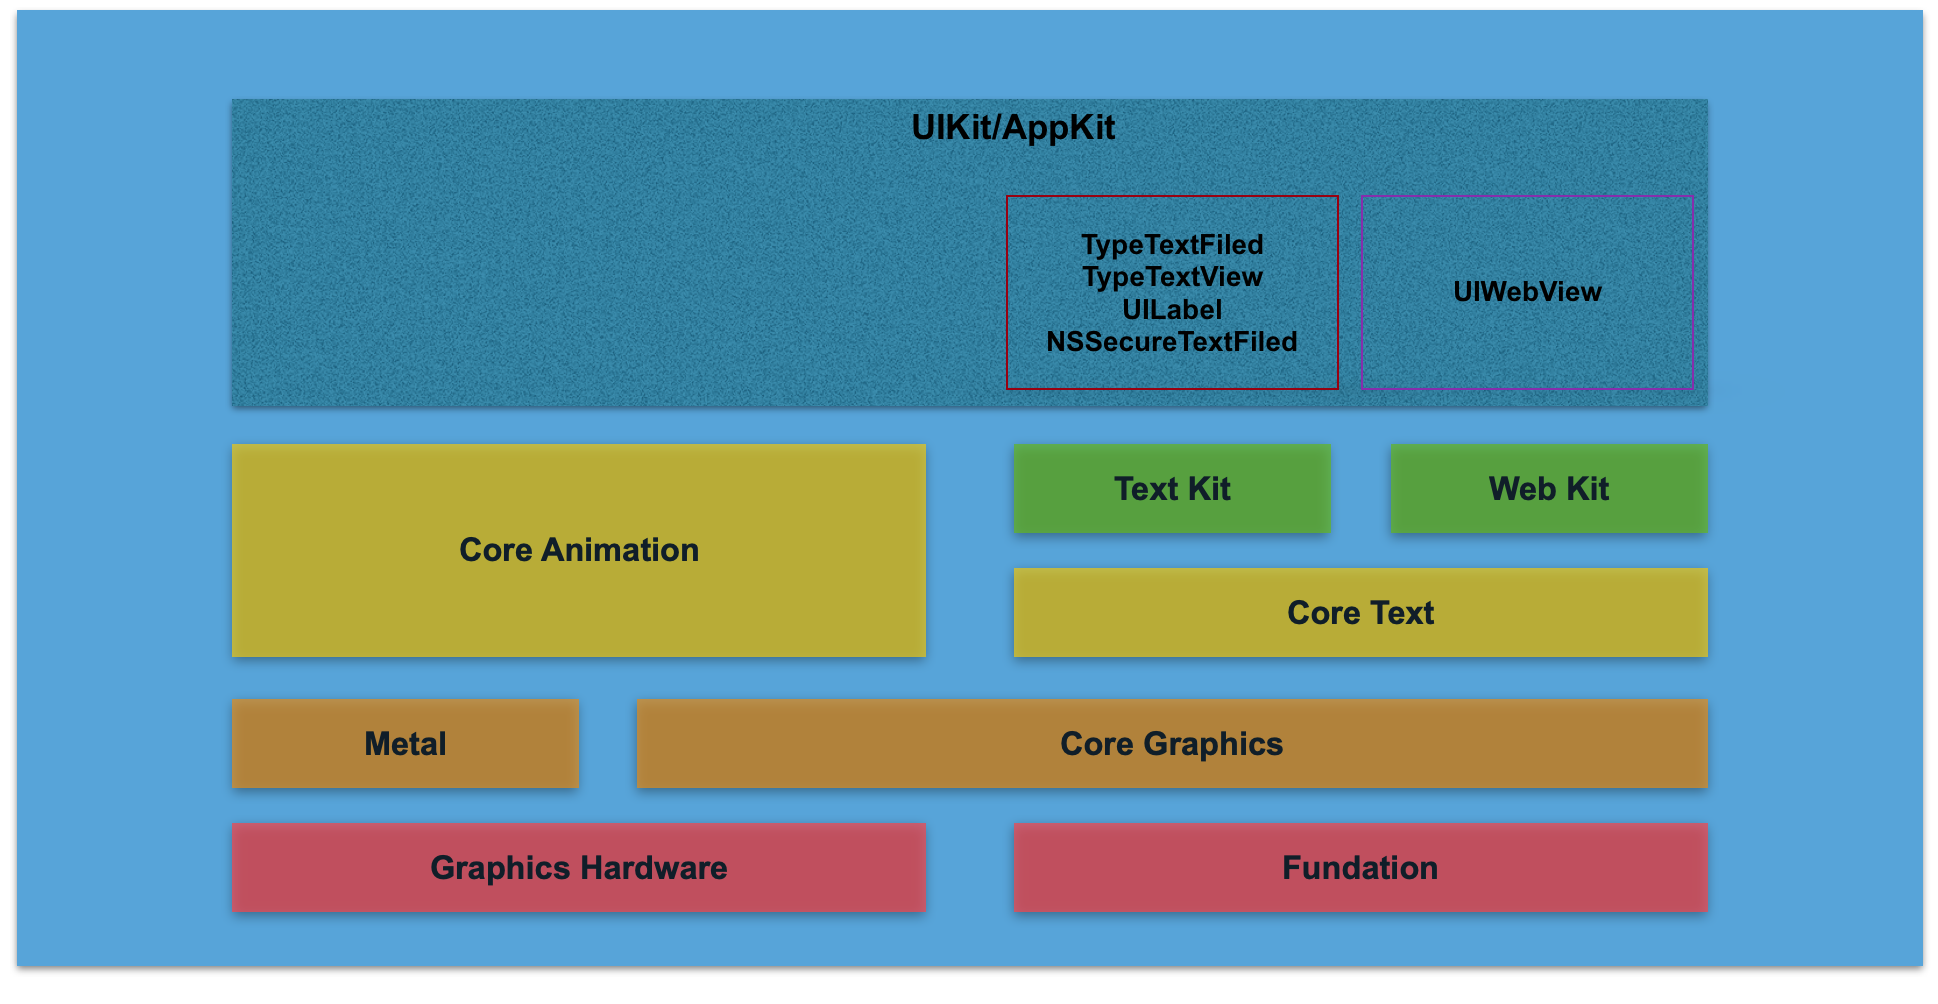 UIKit/AppKit
TypeTextFiled
TypeTextView
UILabel
NSSecureTextFiled
UIWebView
Core Animation
Text Kit
Web Kit
Core Text
Metal
Core Graphics
Graphics Hardware
Fundation